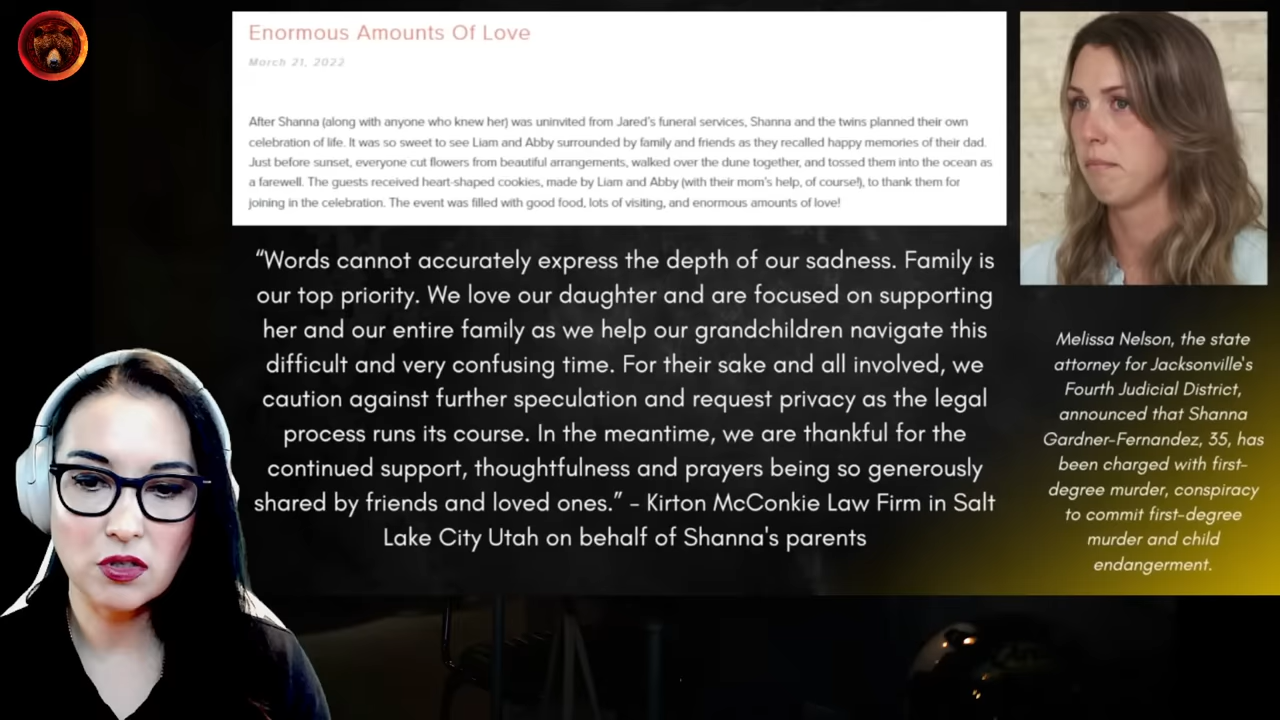 Enormous Amounts Of Love
March 21, 2022
After Shanna (along with anyone who knew her) was uninvited from Jared's funeral services, Shanna and the twins planned their own
celebration of life. It was so sweet to see Liam and Abby surrounded by family and friends as they recalled happy memories of their dad.
Just before sunset, everyone cut flowers from beautiful arrangements, walked over the dune together, and tossed them into the ocean as
a farewell. The guests received heart-shaped cookies, made by Liam and Abby (with their mom's help, of course!), to thank them for
joining in the celebration. The event was filled with good food, lots of visiting, and enormous amounts of love!
“Words cannot accurately express the depth of our sadness. Family is
our top priority. We love our daughter and are focused on supporting
her and our entire family as we help our grandchildren navigate this
difficult and very confusing time. For their sake and all involved, we
caution against further speculation and request privacy as the legal
process runs its course. In the meantime, we are thankful for the
continued support, thoughtfulness and prayers being so generously
shared by friends and loved ones.” – Kirton McConkie Law Firm in Salt
Lake City Utah on behalf of Shanna's parents
Melissa Nelson, the state
attorney for Jacksonville's
Fourth Judicial District,
announced that Shanna
Gardner-Fernandez, 35, has
been charged with first-
degree murder, conspiracy
to commit first-degree
murder and child
endangerment.